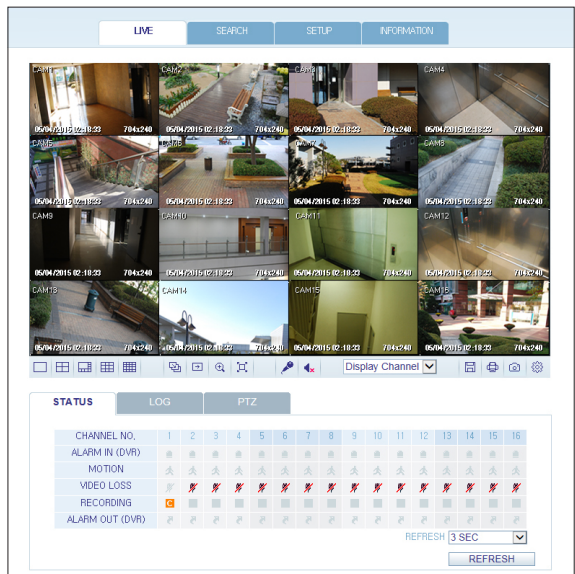 LIVE SEARCH SETUP INFORMATION
CAM1 CAM2 CAM3 CAM4
05/04/2015 02:18:33 704x240 05/04/2015 02:18:33 704x240 05/04/2015 02:18:33 704x240 05/04/2015 02:18:33 704x240
CAM5 CAM6 CAM7 CAM8
05/04/2015 02:18:33 704x240 05/04/2015 02:18:33 704x240 05/04/2015 02:18:33 704x240 05/04/2015 02:18:33 704x240
CAM9 CAM10 CAM11 CAM12
05/04/2015 02:18:33 704x240 05/04/2015 02:18:33 704x240 05/04/2015 02:18:33 704x240 05/04/2015 02:18:33 704x240
CAM13 CAM14 CAM15 CAM16
05/04/2015 02:18:33 704x240 05/04/2015 02:18:33 704x240 05/04/2015 02:18:33 704x240 05/04/2015 02:18:33 704x240
Display Channel
STATUS LOG PTZ
CHANNEL NO, 1 2 3 4 5 6 7 8 9 10 11 12 13 14 15 16
ALARM IN (DVR)
MOTION
VIDEO LOSS
RECORDING C
ALARM OUT (DVR)
REFRESH 3 SEC
REFRESH